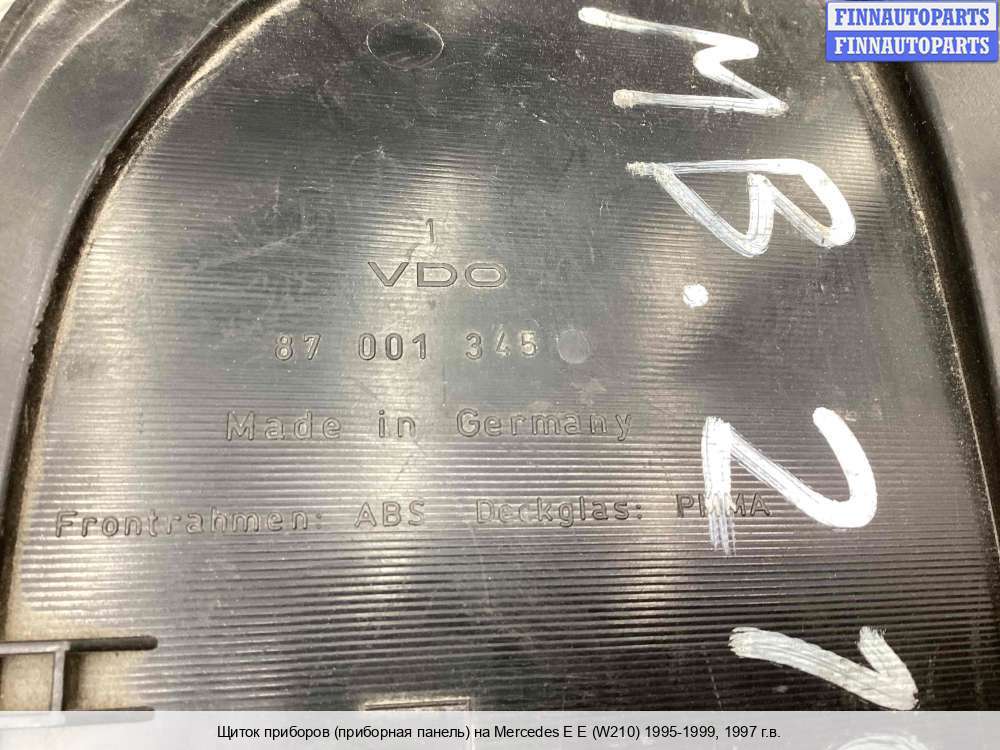 FINNAUTOPARTS
FINNAUTOPARTS
1
VDO
87 001 345
Made in Germany
Frontrahmen: ABS Deckglas: PMMA
MB.21
Щиток приборов (приборная панель) на Mercedes E E (W210) 1995-1999, 1997 г.в.